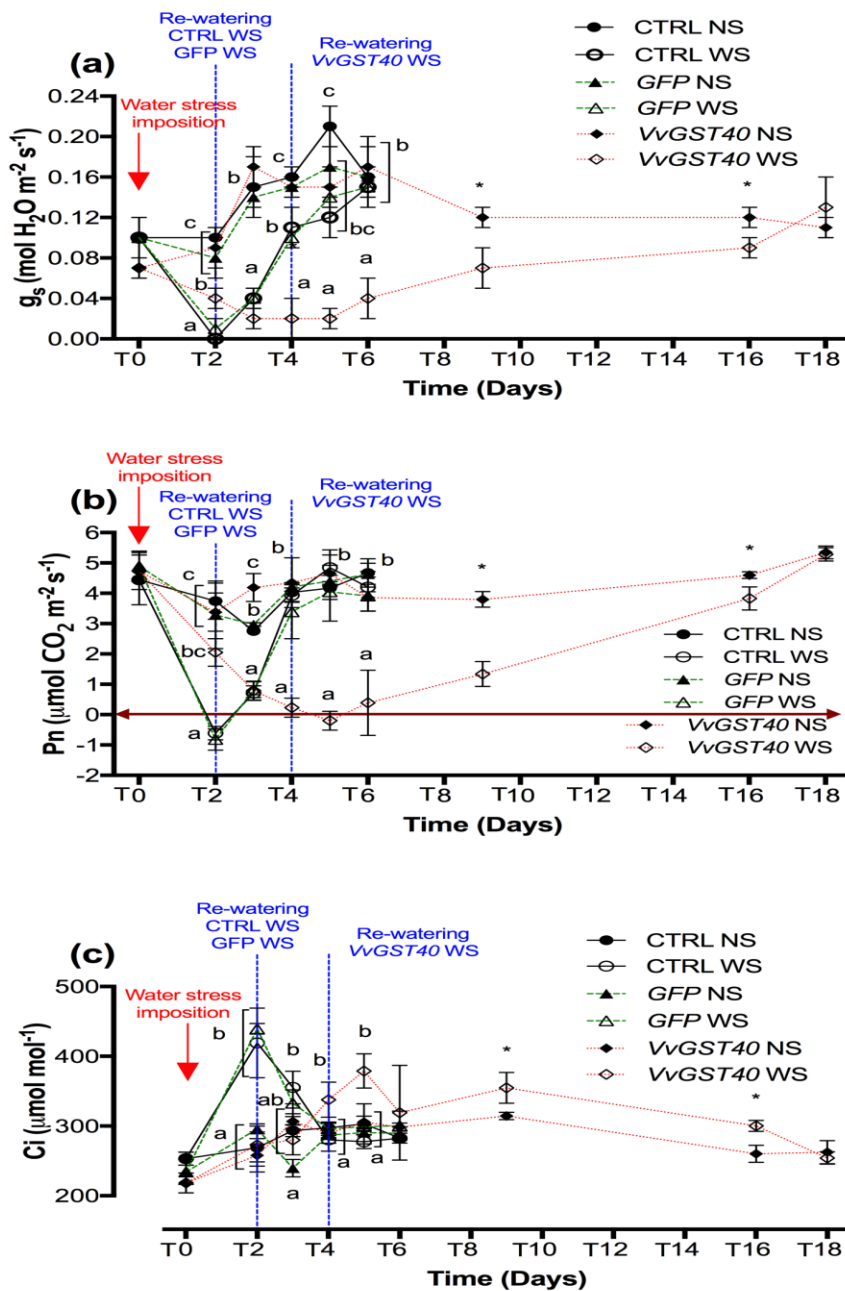 Re-watering
CTRL WS
GFP WS
Re-watering
VvGST40 WS
CTRL NS
CTRL WS
GFP NS
GFP WS
VvGST40 NS
VvGST40 WS
(a)
Water stress
imposition
gs (mol H2O m-2 s-1)
0.24
0.20
0.16
0.12
0.08
0.04
0.00
c
b
a
b
a
c
b
a
c
bc
a
b
a
*
*
T0 T2 T4 T6 T8 T10 T12 T14 T16 T18
Time (Days)
Water stress
imposition
(b)
Re-watering
CTRL WS
GFP WS
Re-watering
VvGST40 WS
Pn (μmol CO2 m-2 s-1)
6
5
4
3
2
1
0
-1
-2
c
bc
a
c
b
a
b
a
b
a
b
a
*
*
CTRL NS
CTRL WS
GFP NS
GFP WS
VvGST40 NS
VvGST40 WS
T0 T2 T4 T6 T8 T10 T12 T14 T16 T18
Time (Days)
Re-watering
CTRL WS
GFP WS
Re-watering
VvGST40 WS
(c)
CTRL NS
CTRL WS
GFP NS
GFP WS
VvGST40 NS
VvGST40 WS
Water stress
imposition
Ci (μmol mol-1)
500
400
300
200
b
a
b
ab
a
b
a
b
a
*
*
T0 T2 T4 T6 T8 T10 T12 T14 T16 T18
Time (Days)